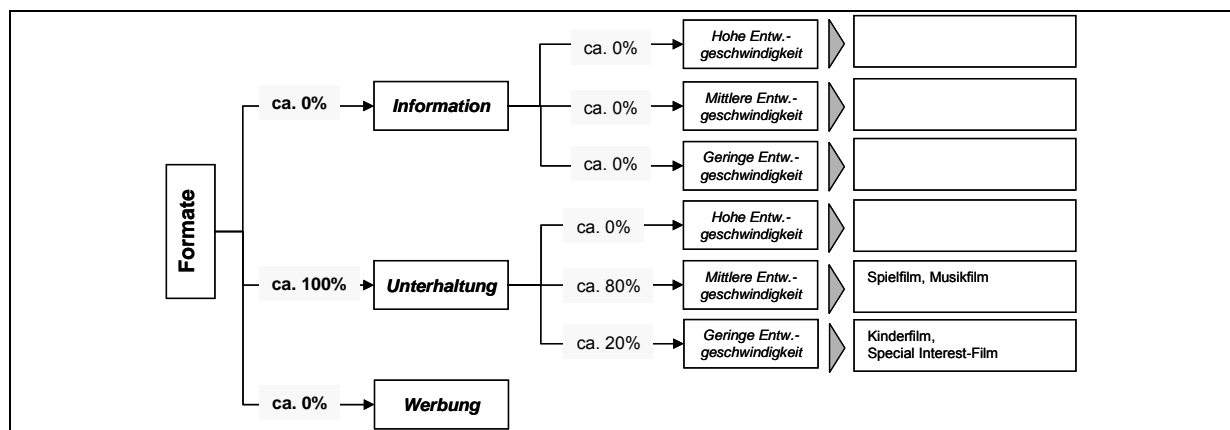 Formate
ca. 0%
Information
ca. 0%
Hohe Entw.-
geschwindigkeit
ca. 0%
Mittlere Entw.-
geschwindigkeit
ca. 0%
Geringe Entw.-
geschwindigkeit
ca. 100%
Unterhaltung
ca. 0%
Hohe Entw.-
geschwindigkeit
ca. 80%
Mittlere Entw.-
geschwindigkeit
Spielfilm, Musikfilm
ca. 20%
Geringe Entw.-
geschwindigkeit
Kinderfilm,
Special Interest-Film
ca. 0%
Werbung